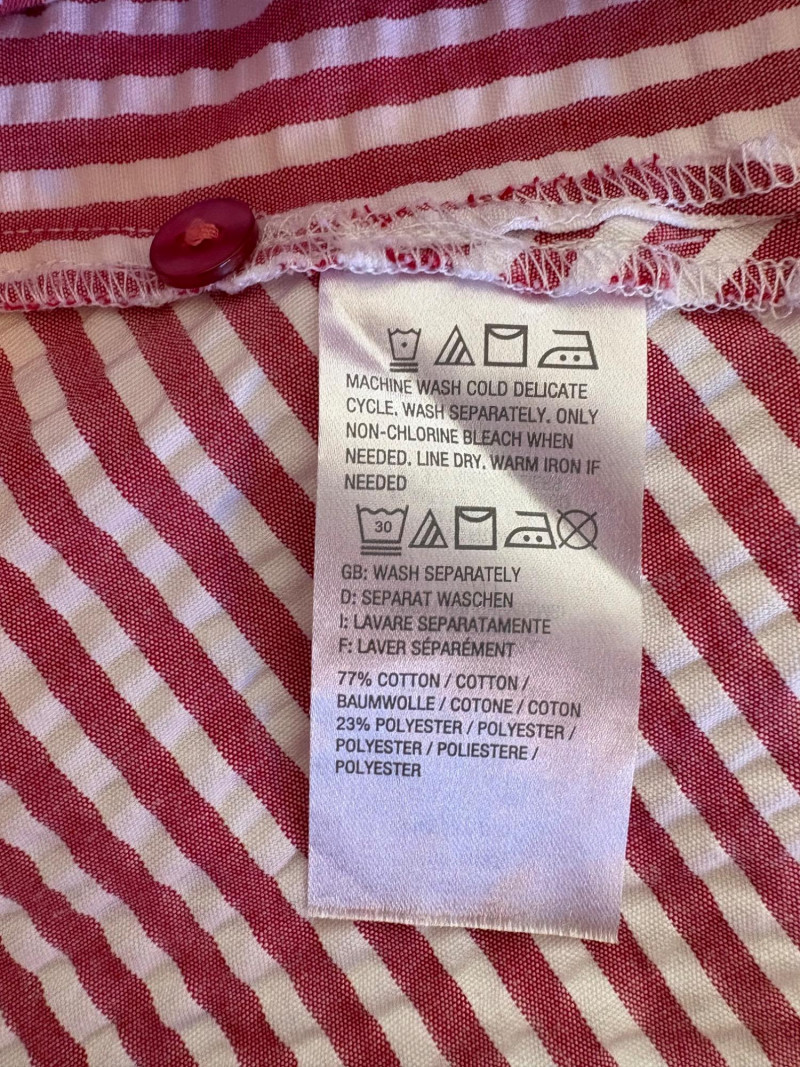 MACHINE WASH COLD DELICATE
CYCLE. WASH SEPARATELY. ONLY
NON-CHLORINE BLEACH WHEN
NEEDED. LINE DRY. WARM IRON IF
NEEDED
30
GB: WASH SEPARATELY
D: SEPARAT WASCHEN
I: LAVARE SEPARATAMENTE
F: LAVER SÉPARÉMENT
77% COTTON / COTTON /
BAUMWOLLE / COTONE / COTON
23% POLYESTER / POLYESTER /
POLYESTER / POLIESTERE /
POLYESTER